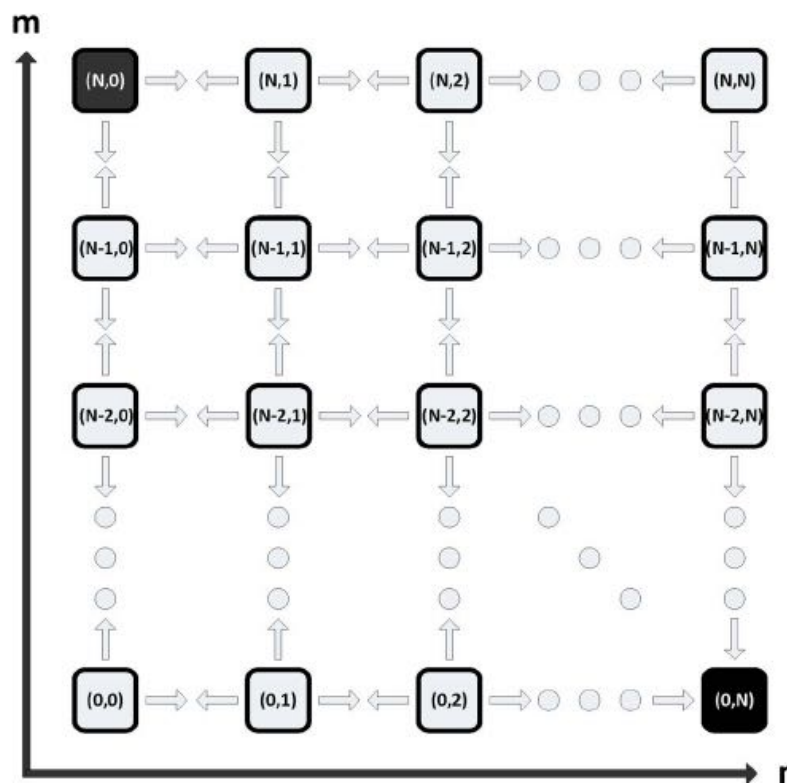 m
(N,0) (N,1) (N,2) (N,N)
(N-1,0) (N-1,1) (N-1,2) (N-1,N)
(N-2,0) (N-2,1) (N-2,2) (N-2,N)
(0,0) (0,1) (0,2) (0,N)